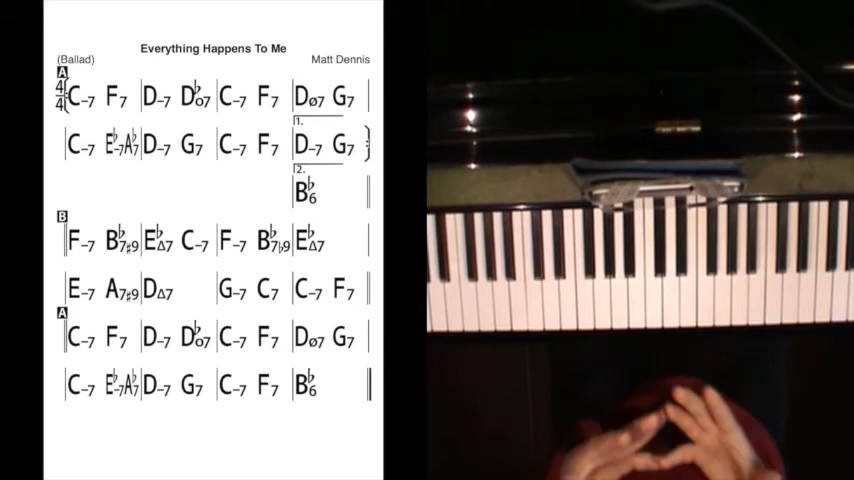 Everything Happens To Me
(Ballad) Matt Dennis
A
4/4 C-7 F7 D-7 D♭o7 C-7 F7 Dø7 G7
C-7 E♭-7 A♭7 D-7 G7 C-7 F7 1. D-7 G7
2. B♭6
B
F-7 B♭7♯9 E♭Δ7 C-7 F-7 B♭7♭9 E♭Δ7
E-7 A7♯9 DΔ7 G-7 C7 C-7 F7
A
C-7 F7 D-7 D♭o7 C-7 F7 Dø7 G7
C-7 E♭-7 A♭7 D-7 G7 C-7 F7 B♭6